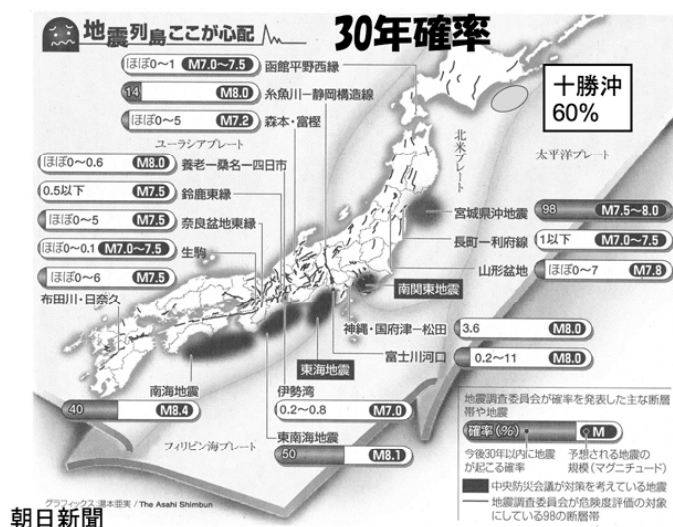 地震列島ここが心配
30年確率
ほぼ0〜1 M7.0〜7.5 函館平野西縁
14 M8.0 糸魚川ー静岡構造線
ほぼ0〜5 M7.2 森本・富樫
ユーラシアプレート
ほぼ0〜0.6 M8.0 養老ー桑名ー四日市
0.5以下 M7.5 鈴鹿東縁
ほぼ0〜5 M7.5 奈良盆地東縁
ほぼ0〜0.1 M7.0〜7.5 生駒
ほぼ0〜6 M7.5
布田川・日奈久
十勝沖
60%
北米プレート
太平洋プレート
宮城県沖地震 98 M7.5〜8.0
長町ー利府線 1以下 M7.0〜7.5
山形盆地 ほぼ0〜7 M7.8
南関東地震
神縄・国府津ー松田 3.6 M8.0
富士川河口 0.2〜11 M8.0
東海地震
南海地震
40 M8.4
伊勢湾
0.2〜0.8 M7.0
東南海地震
50 M8.1
フィリピン海プレート
地震調査委員会が確率を発表した主な断層
帯や地震
確率(%) M
今後30年以内に地震
が起こる確率
予想される地震の
規模(マグニチュード)
中央防災会議が対策を考えている地震
地震調査委員会が危険度評価の対象
にしている98の断層帯
グラフィックス 湯本亜実/The Asahi Shimbun
朝日新聞